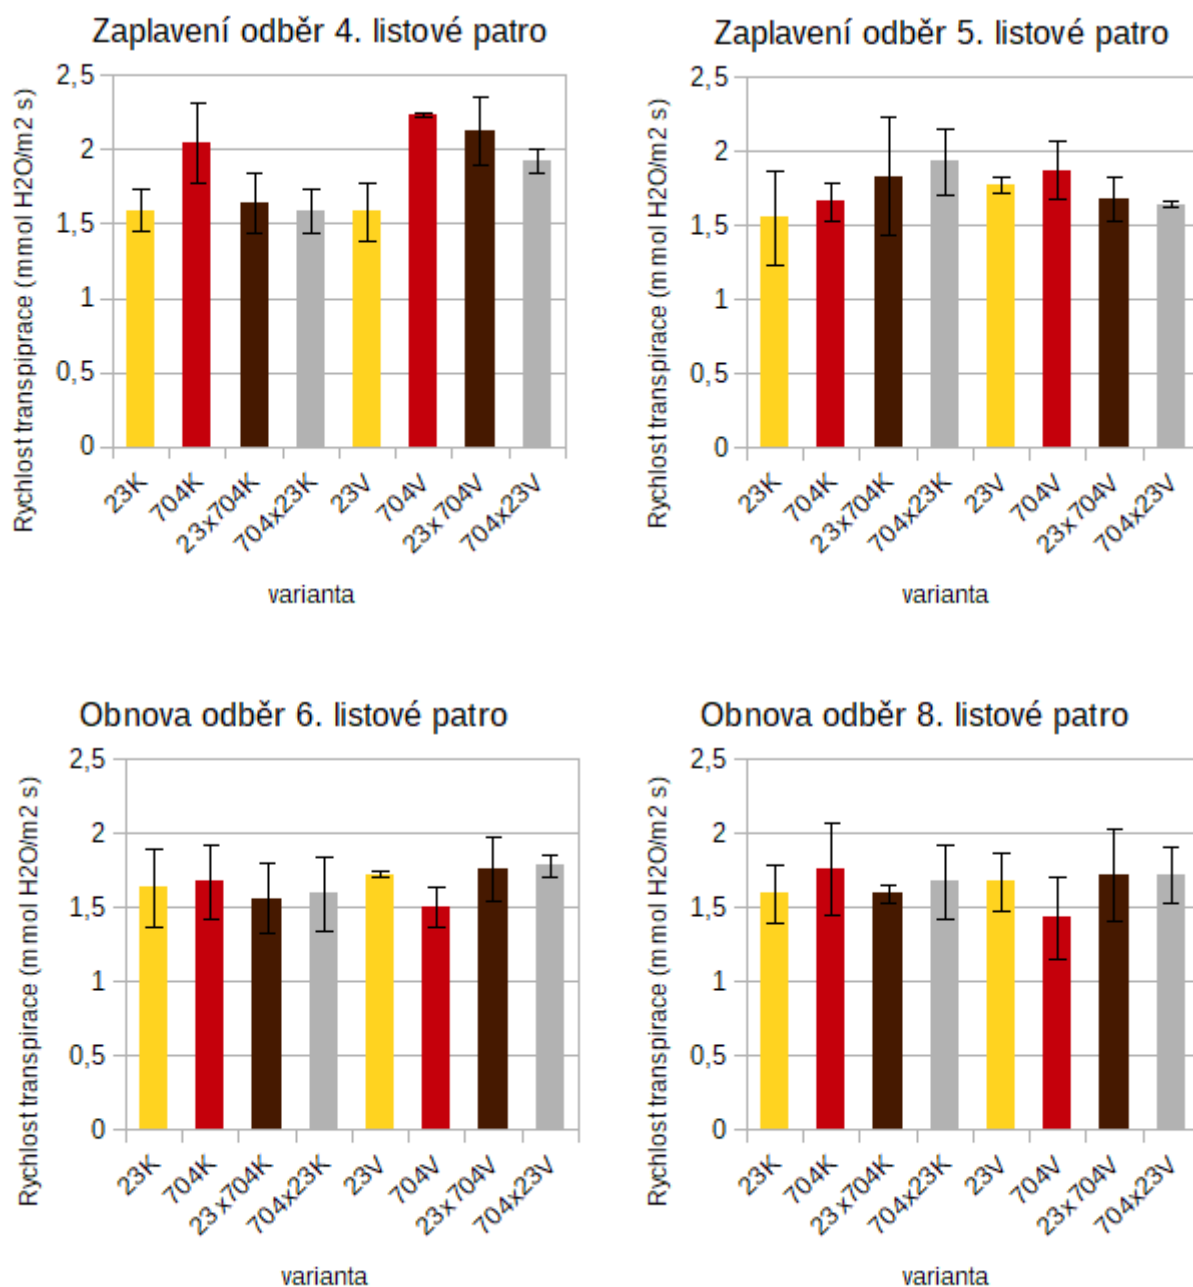 Zaplavení odběr 4. listové patro
Rychlost transpiprace (mmol H2O/m2 s)
2,5
2
1,5
1
0,5
0
23K
704K
23x704K
704x23K
23V
704V
23x704V
704x23V
varianta
Zaplavení odběr 5. listové patro
Rychlost transpirace (m mol H2O/m2 s)
2,5
2
1,5
1
0,5
0
23K
704K
23x704K
704x23K
23V
704V
23x704V
704x23V
varianta
Obnova odběr 6. listové patro
Rychlost transpirace (m mol H2O/m2 s)
2,5
2
1,5
1
0,5
0
23K
704K
23x704K
704x23K
23V
704V
23x704V
704x23V
varianta
Obnova odběr 8. listové patro
Rychlost transpirace (m mol H2O/m2 s)
2,5
2
1,5
1
0,5
0
23K
704K
23x704K
704x23K
23V
704V
23x704V
704x23V
varianta